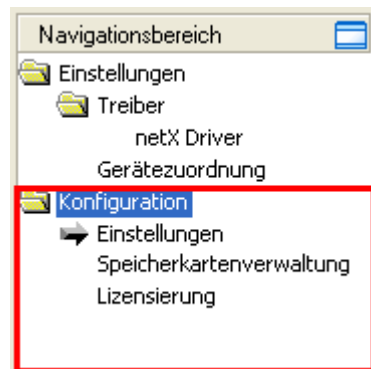 Navigationsbereich
Einstellungen
Treiber
netX Driver
Gerätezuordnung
Konfiguration
Einstellungen
Speicherkartenverwaltung
Lizensierung